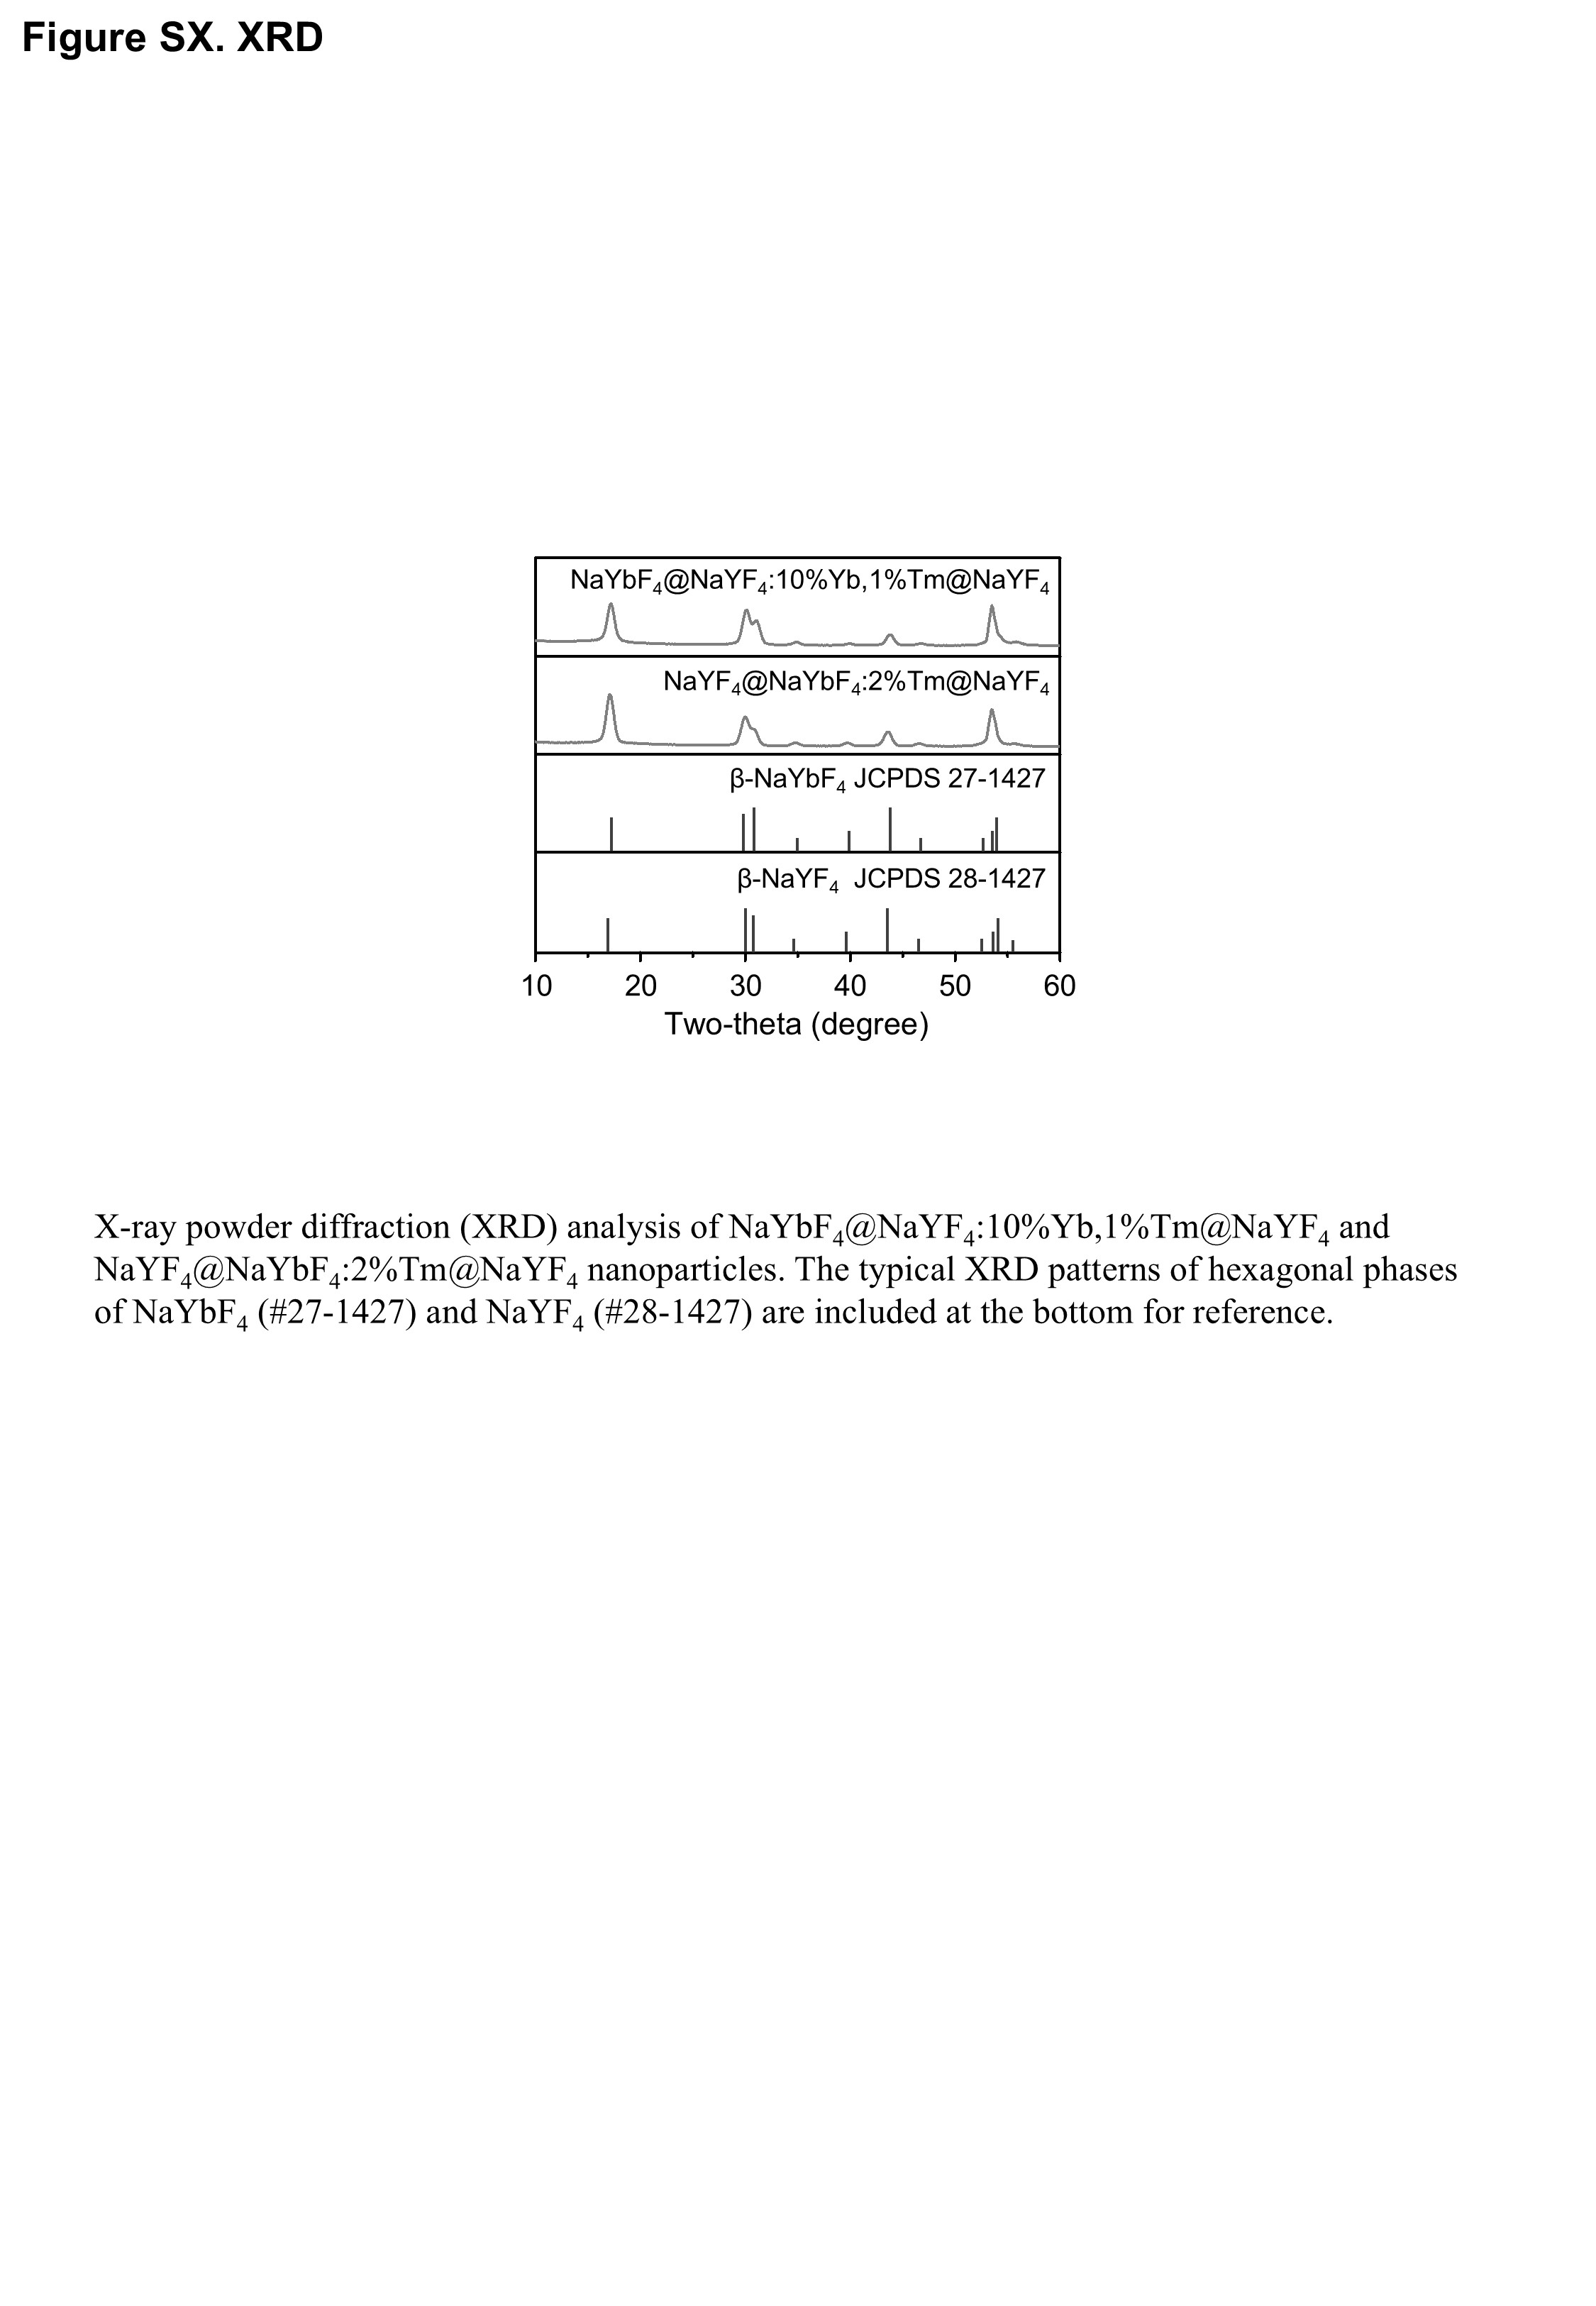 Figure SX. XRD
NaYbF₄@NaYF₄:10%Yb,1%Tm@NaYF₄
NaYF₄@NaYbF₄:2%Tm@NaYF₄
β-NaYbF₄ JCPDS 27-1427
β-NaYF₄ JCPDS 28-1427
10 20 30 40 50 60
Two-theta (degree)
X-ray powder diffraction (XRD) analysis of NaYbF₄@NaYF₄:10%Yb,1%Tm@NaYF₄ and
NaYF₄@NaYbF₄:2%Tm@NaYF₄ nanoparticles. The typical XRD patterns of hexagonal phases
of NaYbF₄ (#27-1427) and NaYF₄ (#28-1427) are included at the bottom for reference.